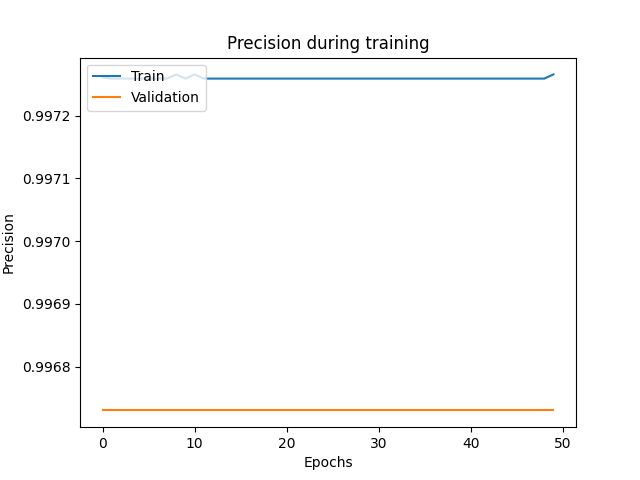 Precision during training
Train
Validation
0.9972
0.9971
0.9970
0.9969
0.9968
Precision
0 10 20 30 40 50
Epochs